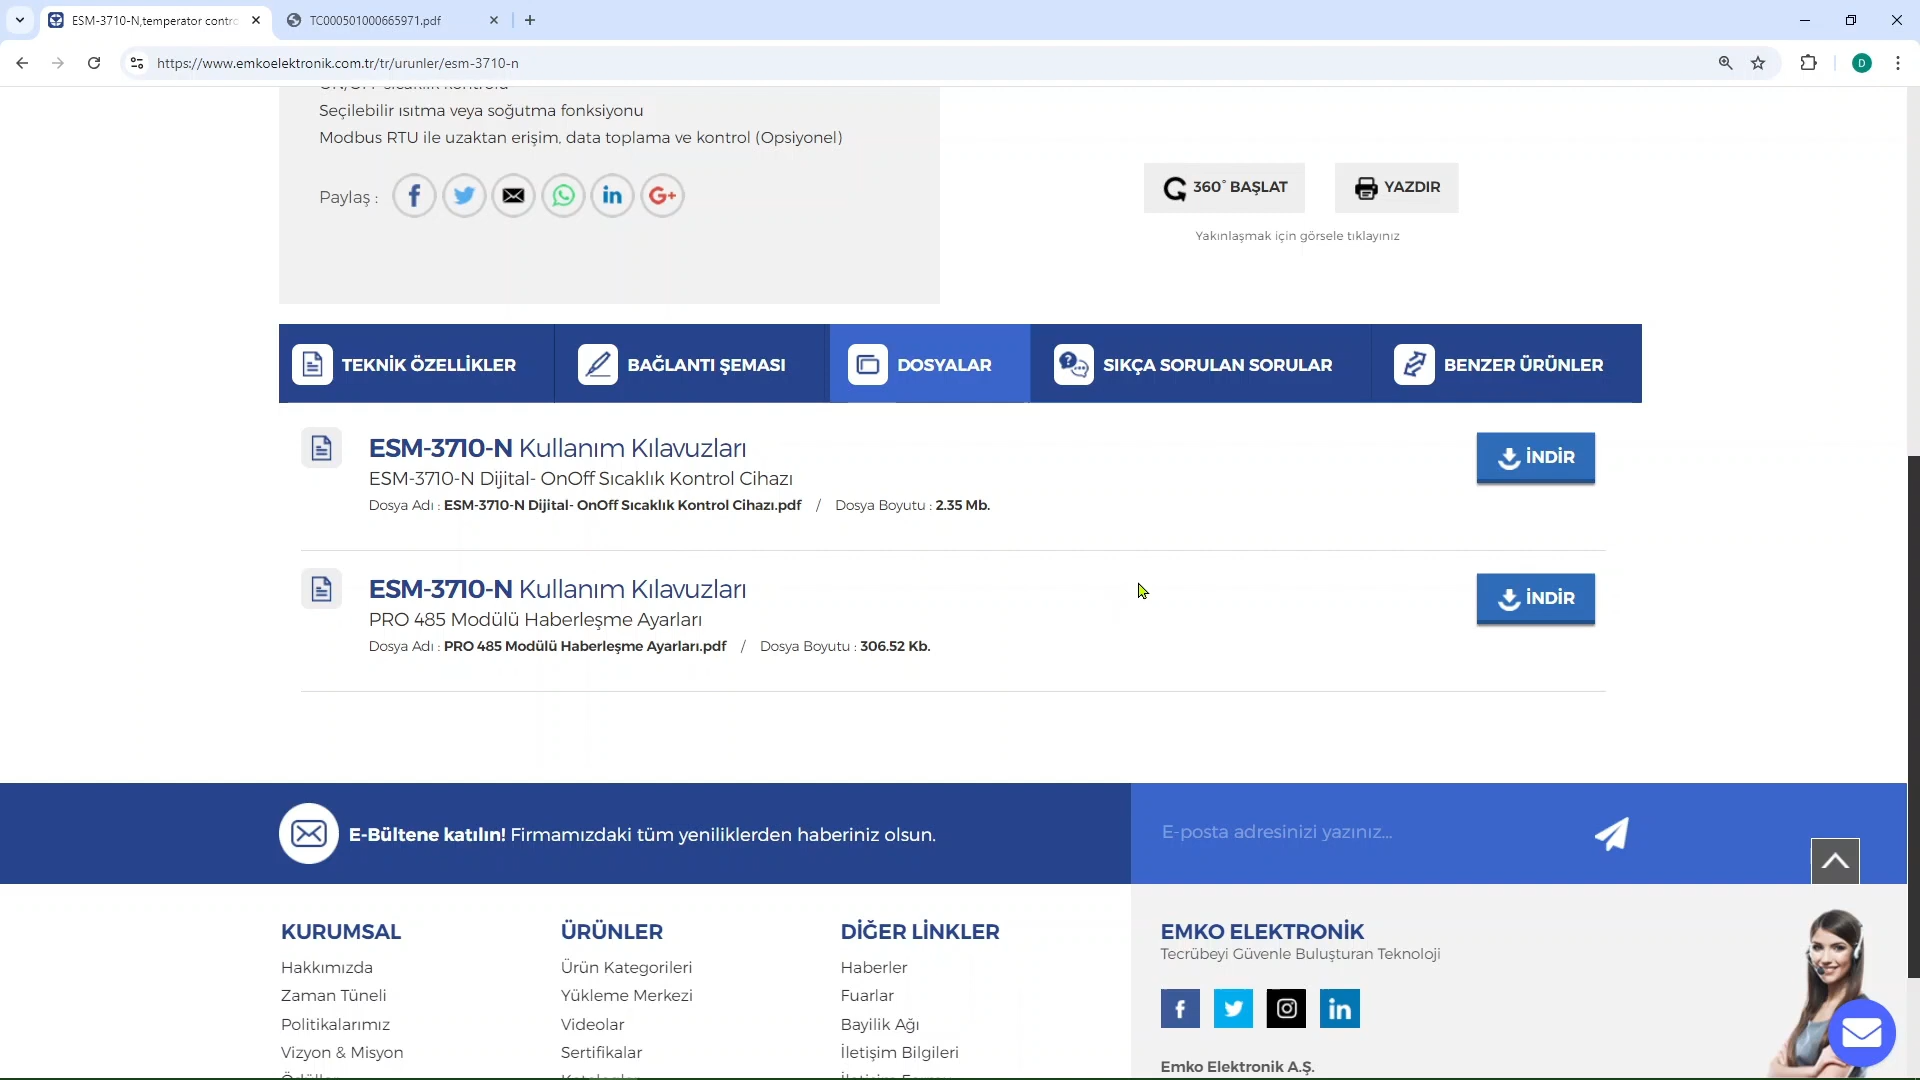 ESM-3710-N,temperator contro
TC000501000665971.pdf
https://www.emkoelektronik.com.tr/tr/urunler/esm-3710-n
D
Seçilebilir ısıtma veya soğutma fonksiyonu
Modbus RTU ile uzaktan erişim, data toplama ve kontrol (Opsiyonel)
Paylaş :
360° BAŞLAT
YAZDIR
Yakınlaşmak için görsele tıklayınız
TEKNİK ÖZELLİKLER
BAĞLANTI ŞEMASI
DOSYALAR
SIKÇA SORULAN SORULAR
BENZER ÜRÜNLER
ESM-3710-N Kullanım Kılavuzları
ESM-3710-N Dijital- OnOff Sıcaklık Kontrol Cihazı
Dosya Adı : ESM-3710-N Dijital- OnOff Sıcaklık Kontrol Cihazı.pdf / Dosya Boyutu : 2.35 Mb.
İNDİR
ESM-3710-N Kullanım Kılavuzları
PRO 485 Modülü Haberleşme Ayarları
Dosya Adı : PRO 485 Modülü Haberleşme Ayarları.pdf / Dosya Boyutu : 306.52 Kb.
İNDİR
E-Bültene katılın! Firmamızdaki tüm yeniliklerden haberiniz olsun.
E-posta adresinizi yazınız...
KURUMSAL
Hakkımızda
Zaman Tüneli
Politikalarımız
Vizyon & Misyon
ÜRÜNLER
Ürün Kategorileri
Yükleme Merkezi
Videolar
Sertifikalar
DİĞER LİNKLER
Haberler
Fuarlar
Bayilik Ağı
İletişim Bilgileri
EMKO ELEKTRONİK
Tecrübeyi Güvenle Buluşturan Teknoloji
Emko Elektronik A.Ş.